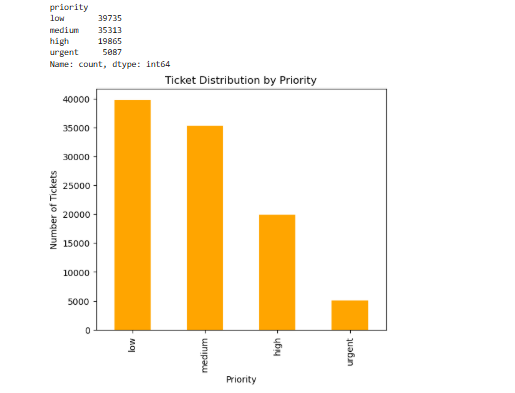 priority
low 39735
medium 35313
high 19865
urgent 5087
Name: count, dtype: int64
Ticket Distribution by Priority
Number of Tickets
40000
35000
30000
25000
20000
15000
10000
5000
0
low
medium
high
urgent
Priority